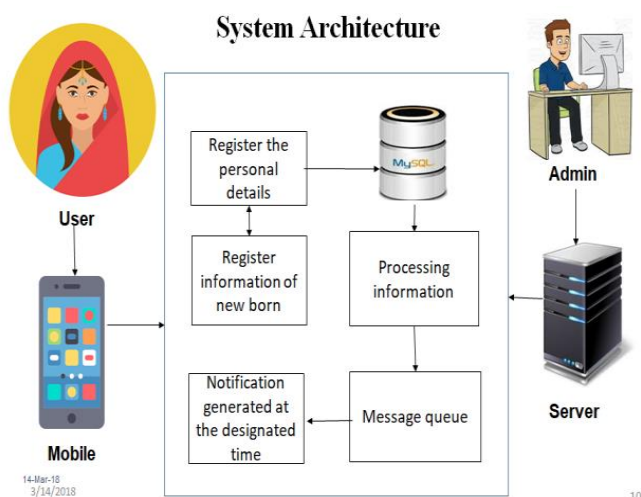 System Architecture
User
Mobile
Register the
personal
details
MySQL
Register
information of
new born
Processing
information
Notification
generated at
the designated
time
Message queue
Admin
Server
14-Mar-18
3/14/2018
10